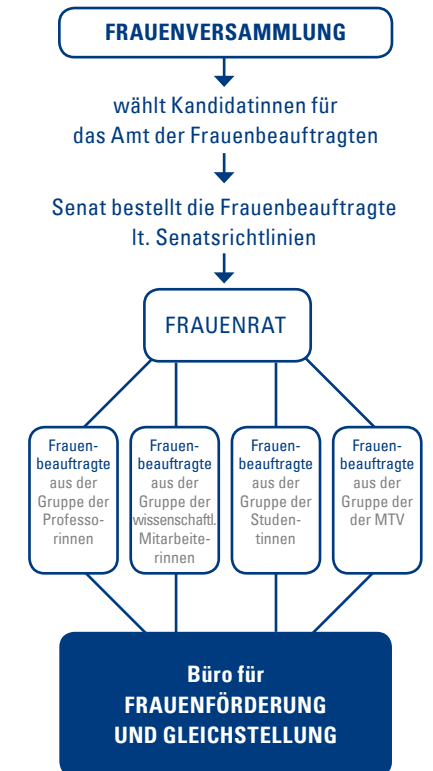 FRAUENVERSAMMLUNG
wählt Kandidatinnen für
das Amt der Frauenbeauftragten
Senat bestellt die Frauenbeauftragte
lt. Senatsrichtlinien
FRAUENRAT
Frauen-
beauftragte
aus der
Gruppe der
Professo-
rinnen
Frauen-
beauftragte
aus der
Gruppe der
wissenschaftl.
Mitarbeite-
rinnen
Frauen-
beauftragte
aus der
Gruppe der
Studen-
tinnen
Frauen-
beauftragte
aus der
Gruppe der
der MTV
Büro für
FRAUENFÖRDERUNG
UND GLEICHSTELLUNG